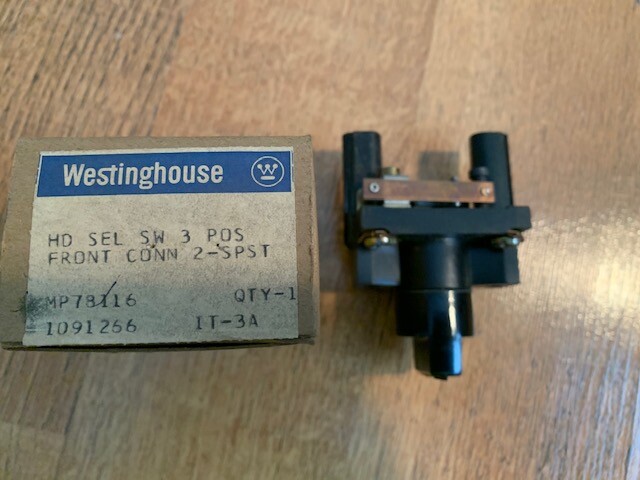 Westinghouse
HD SEL SW 3 POS
FRONT CONN 2-SPST
MP78116 QTY-1
1091266 IT-3A